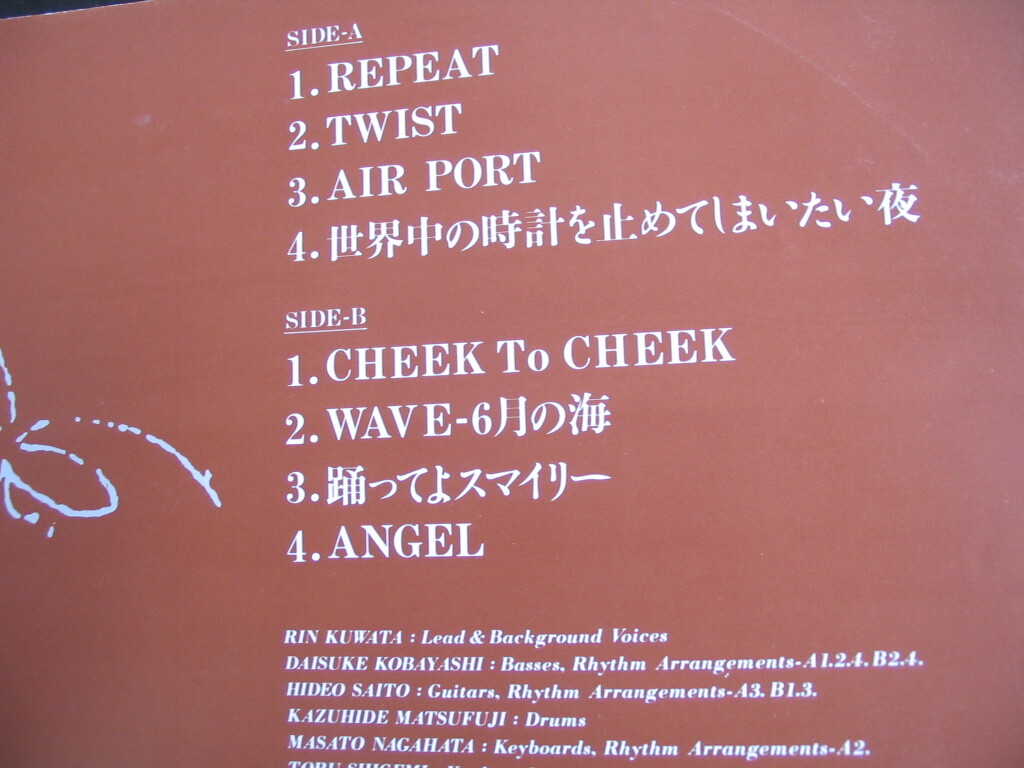 SIDE-A
1. REPEAT
2. TWIST
3. AIR PORT
4. 世界中の時計を止めてしまいたい夜
SIDE-B
1. CHEEK To CHEEK
2. WAVE-6月の海
3. 踊ってよスマイリー
4. ANGEL
RIN KUWATA : Lead & Background Voices
DAISUKE KOBAYASHI : Basses, Rhythm Arrangements-A1.2.4. B2.4.
HIDEO SAITO : Guitars, Rhythm Arrangements-A3. B1.3.
KAZUHIDE MATSUFUJI : Drums
MASATO NAGAHATA : Keyboards, Rhythm Arrangements-A2.
TORU SHIGEMI